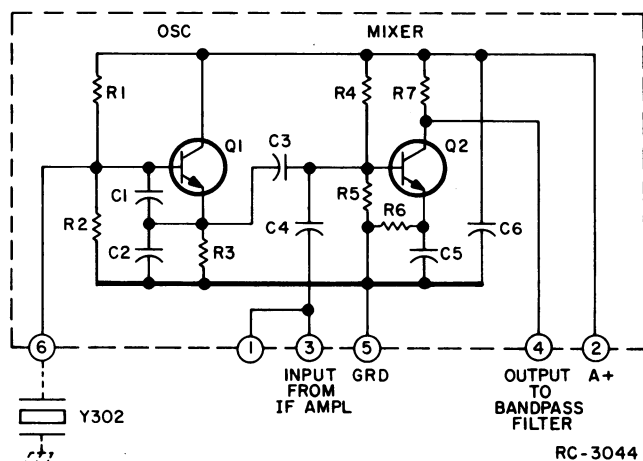 OSC
MIXER
R1
R4
R7
Q1
C3
Q2
C1
R5
R6
R2
C4
C6
C2
R3
C5
6
1
3
5
4
2
INPUT
FROM
IF AMPL
GRD
OUTPUT
TO
BANDPASS
FILTER
A+
Y302
RC-3044